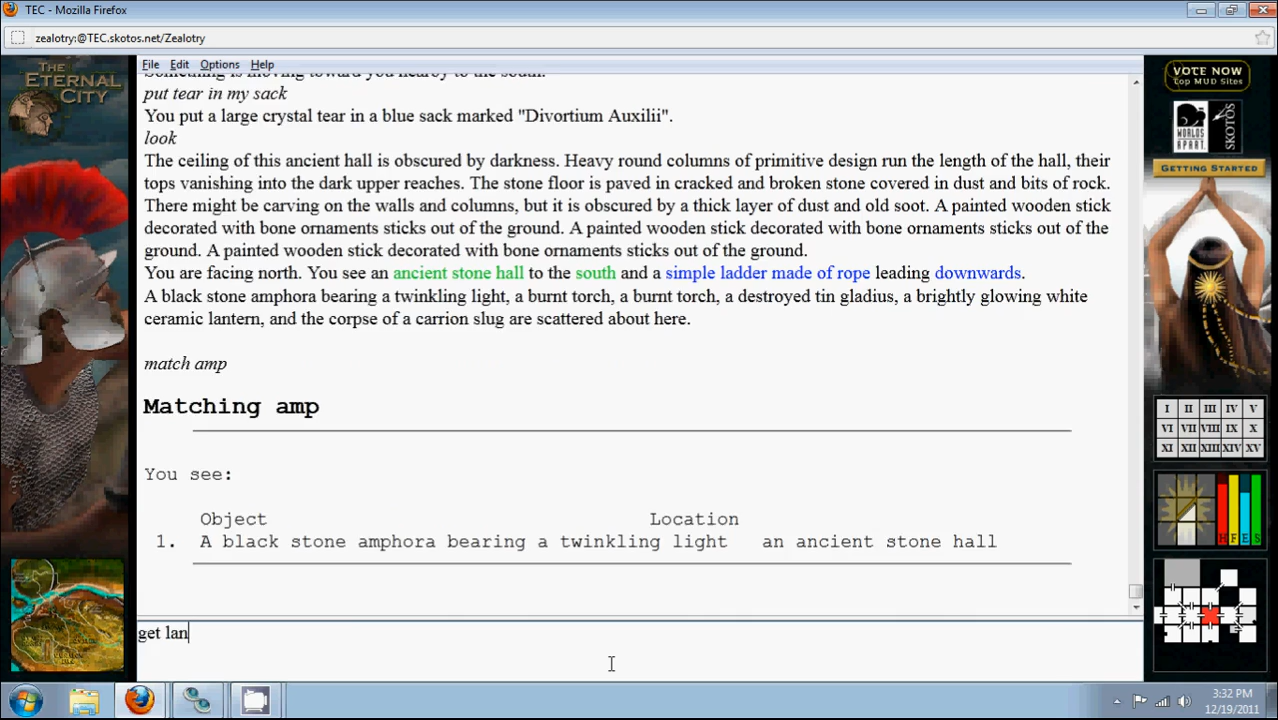 TEC - Mozilla Firefox
zealotry:@TEC.skotos.net/Zealotry
THE ETERNAL CITY
File Edit Options Help
Something is moving toward you nearby to the south.
put tear in my sack
You put a large crystal tear in a blue sack marked "Divortium Auxilii".
look
The ceiling of this ancient hall is obscured by darkness. Heavy round columns of primitive design run the length of the hall, their
tops vanishing into the dark upper reaches. The stone floor is paved in cracked and broken stone covered in dust and bits of rock.
There might be carving on the walls and columns, but it is obscured by a thick layer of dust and old soot. A painted wooden stick
decorated with bone ornaments sticks out of the ground. A painted wooden stick decorated with bone ornaments sticks out of the
ground. A painted wooden stick decorated with bone ornaments sticks out of the ground.
You are facing north. You see an ancient stone hall to the south and a simple ladder made of rope leading downwards.
A black stone amphora bearing a twinkling light, a burnt torch, a burnt torch, a destroyed tin gladius, a brightly glowing white
ceramic lantern, and the corpse of a carrion slug are scattered about here.
match amp
Matching amp
You see:
Object Location
1. A black stone amphora bearing a twinkling light an ancient stone hall
get lan
VOTE NOW
Top MUD Sites
WORLDS APART
SKOTOS
GETTING STARTED
I II III IV V
VI VII VIII IX X
XI XII XIII XIV XV
H F E S
3:32 PM
12/19/2011